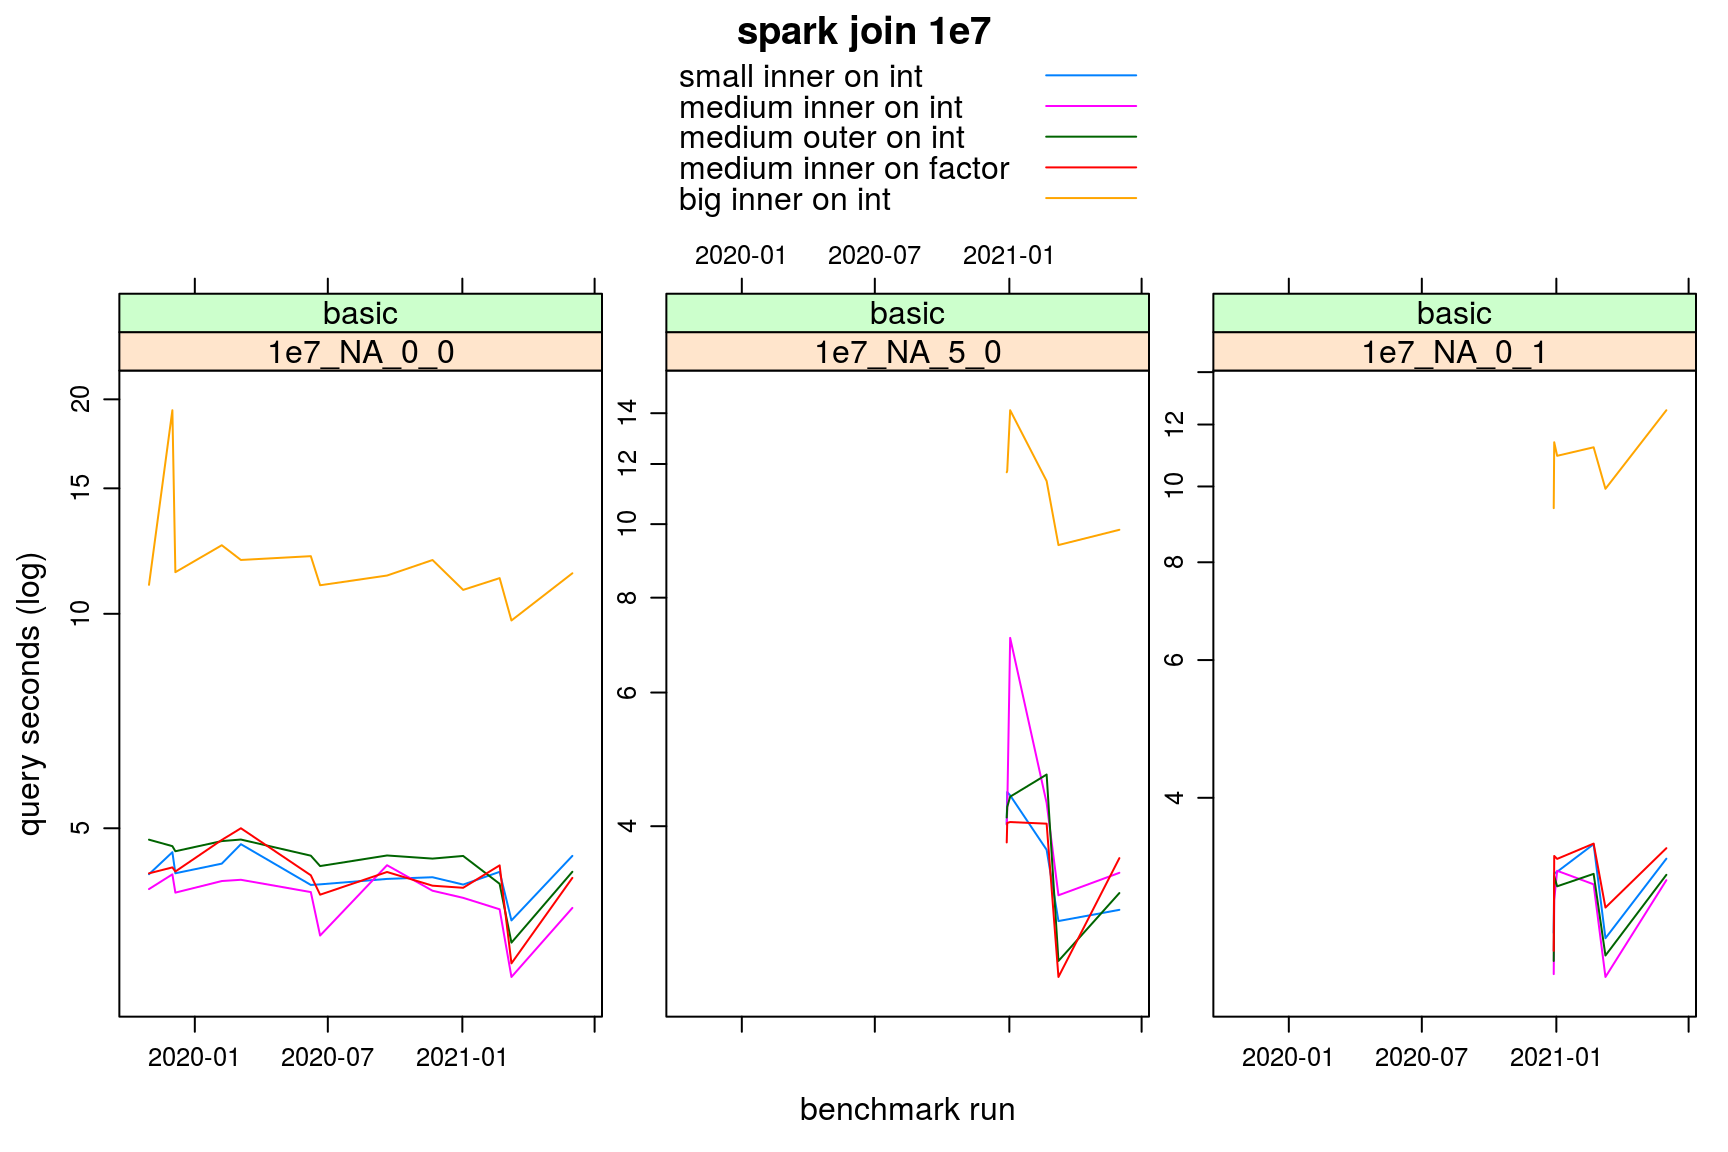 spark join 1e7
small inner on int
medium inner on int
medium outer on int
medium inner on factor
big inner on int
2020-01 2020-07 2021-01
basic basic basic
1e7_NA_0_0 1e7_NA_5_0 1e7_NA_0_1
query seconds (log)
20
15
10
5
14
12
10
8
6
4
12
10
8
6
4
2020-01 2020-07 2021-01 2020-01 2020-07 2021-01
benchmark run